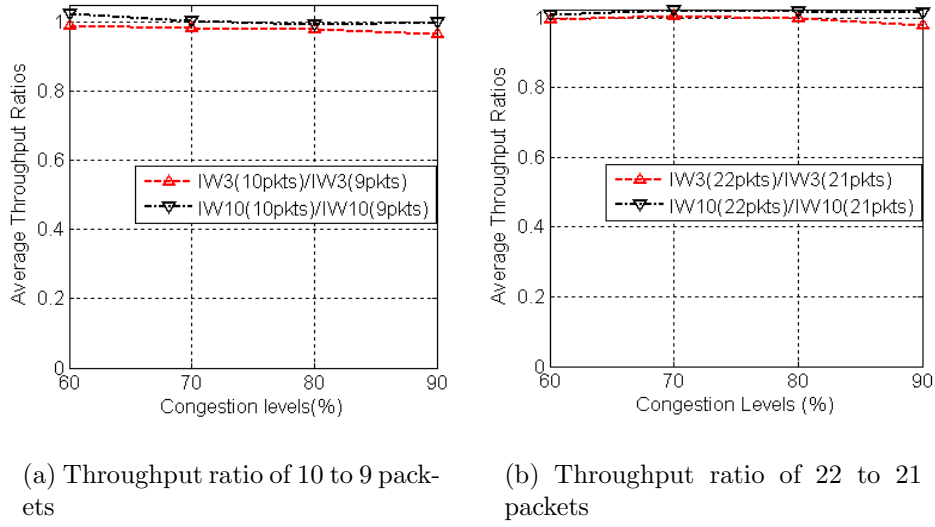 Average Throughput Ratios
1
0.8
0.6
0.4
0.2
0
60
70
80
90
Congestion levels(%)
IW3(10pkts)/IW3(9pkts)
IW10(10pkts)/IW10(9pkts)
(a) Throughput ratio of 10 to 9 pack-
ets
Average Throughput Ratios
1
0.8
0.6
0.4
0.2
0
60
70
80
90
Congestion Levels (%)
IW3(22pkts)/IW3(21pkts)
IW10(22pkts)/IW10(21pkts)
(b) Throughput ratio of 22 to 21
packets